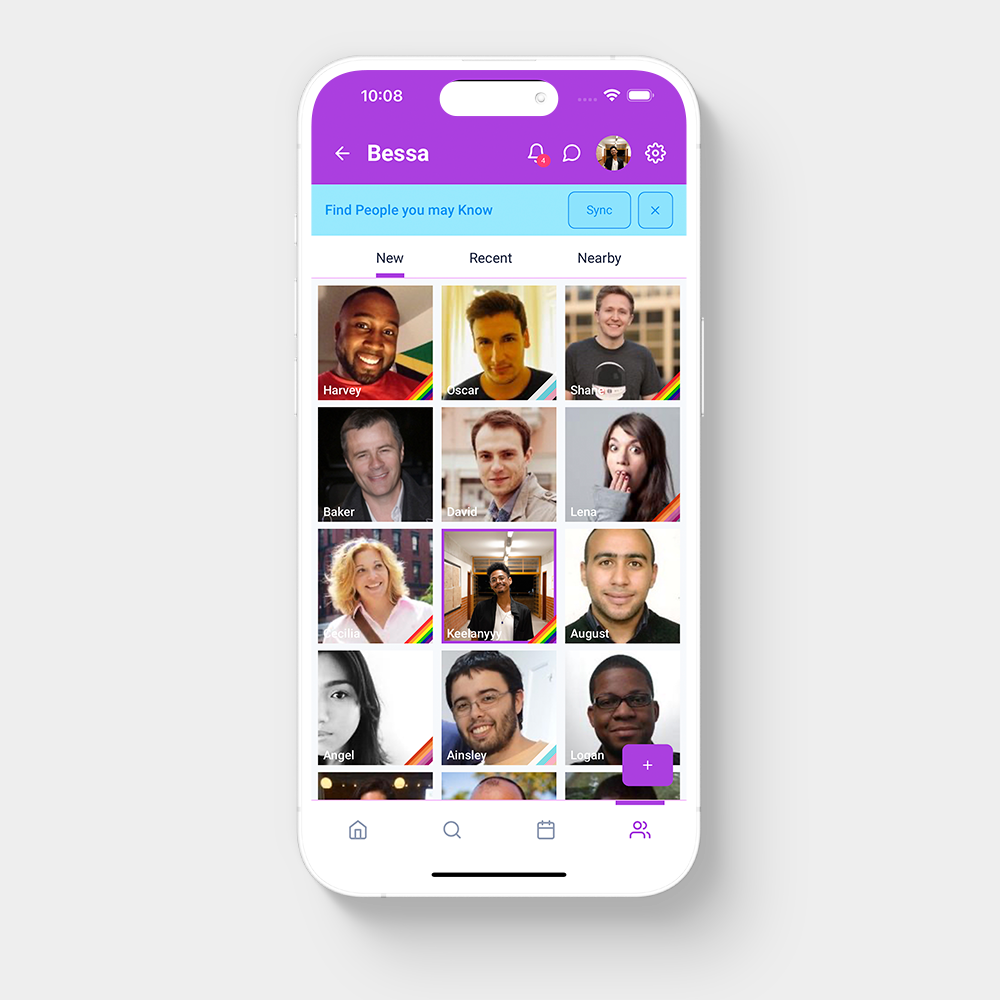 10:08
Bessa
4
Find People you may Know
Sync
New
Recent
Nearby
Harvey
Oscar
Baker
David
Lena
Cecilia
Keelanyyy
August
Angel
Ainsley
Logan